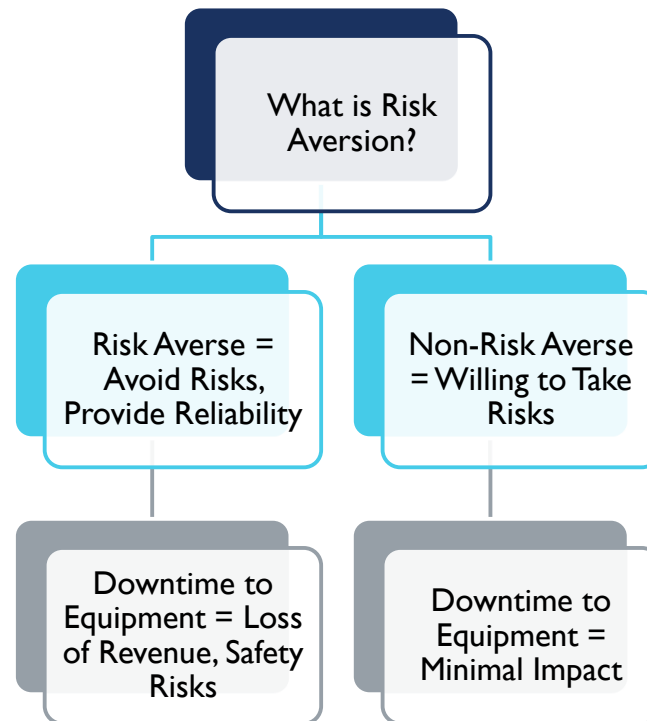 What is Risk
Aversion?
Risk Averse =
Avoid Risks,
Provide Reliability
Non-Risk Averse
= Willing to Take
Risks
Downtime to
Equipment = Loss
of Revenue, Safety
Risks
Downtime to
Equipment =
Minimal Impact